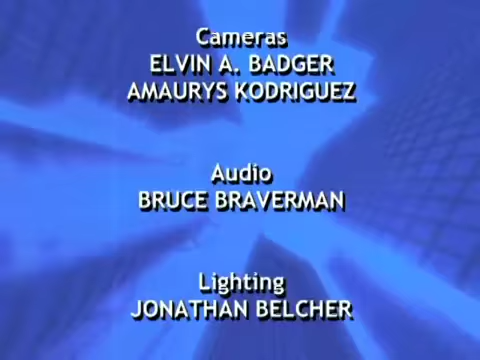 Cameras
ELVIN A. BADGER
AMAURYS KODRIGUEZ
Audio
BRUCE BRAVERMAN
Lighting
JONATHAN BELCHER